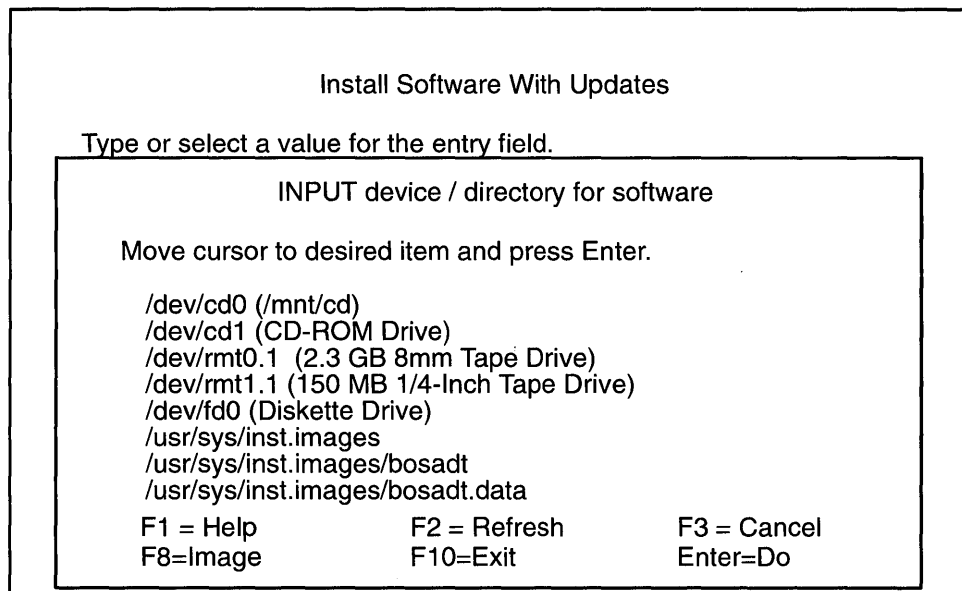 Install Software With Updates
Type or select a value for the entry field.
INPUT device / directory for software
Move cursor to desired item and press Enter.
/dev/cd0 (/mnt/cd)
/dev/cd1 (CD-ROM Drive)
/dev/rmt0.1 (2.3 GB 8mm Tape Drive)
/dev/rmt1.1 (150 MB 1/4-Inch Tape Drive)
/dev/fd0 (Diskette Drive)
/usr/sys/inst.images
/usr/sys/inst.images/bosadt
/usr/sys/inst.images/bosadt.data
F1 = Help F2 = Refresh F3 = Cancel
F8=Image F10=Exit Enter=Do